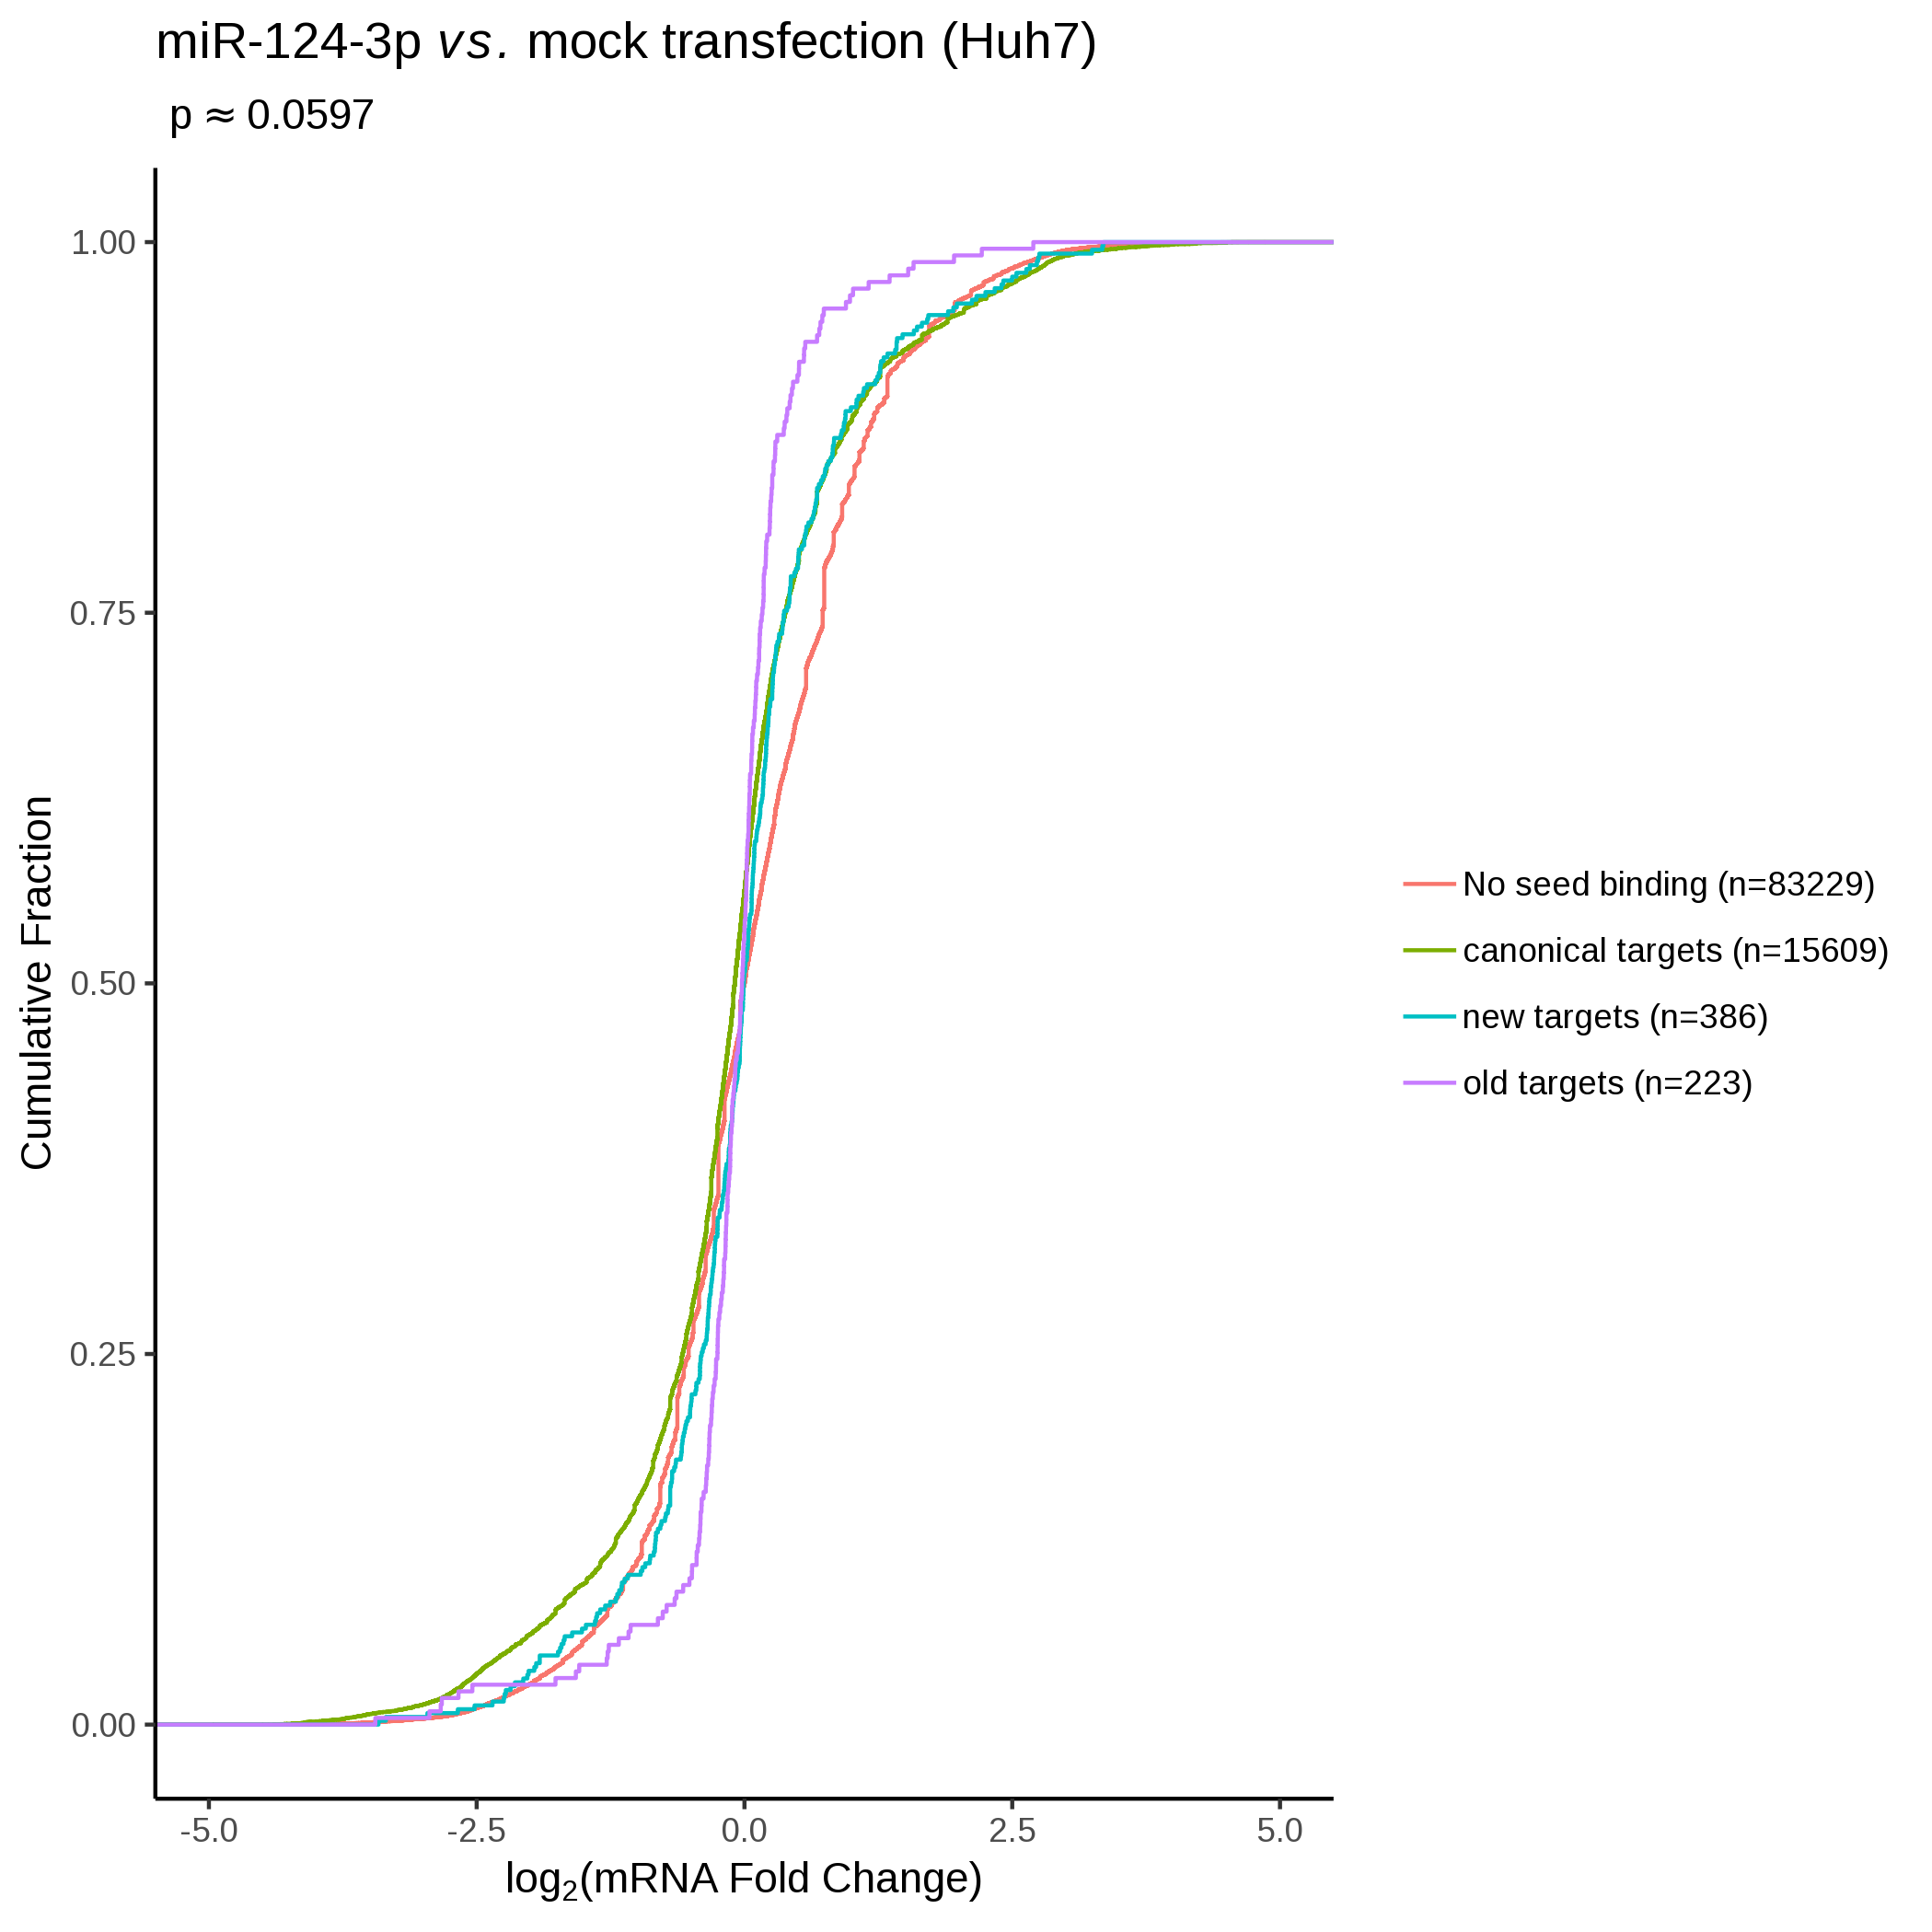 miR-124-3p vs. mock transfection (Huh7)
p ≈ 0.0597
1.00
0.75
0.50
0.25
0.00
Cumulative Fraction
-5.0
-2.5
0.0
2.5
5.0
log₂(mRNA Fold Change)
No seed binding (n=83229)
canonical targets (n=15609)
new targets (n=386)
old targets (n=223)